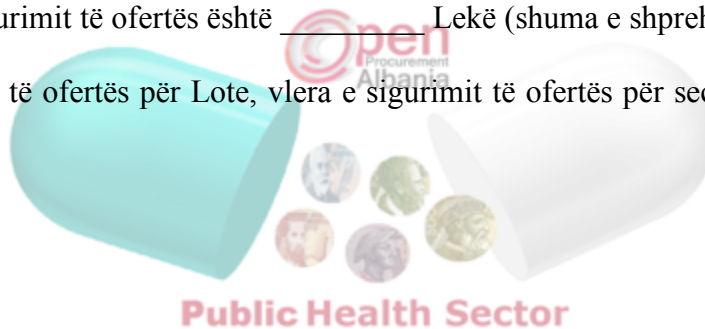 urimit të ofertës është _________ Lekë (shuma e shpreh
Open
Procurement
Albania
të ofertës për Lote, vlera e sigurimit të ofertës për sec
Public Health Sector